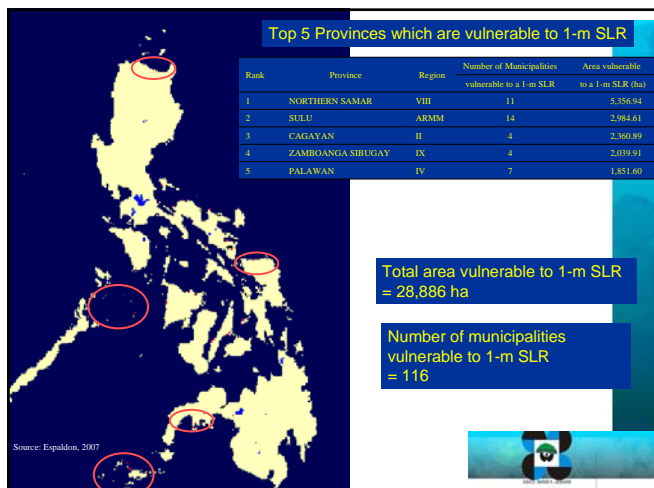 Top 5 Provinces which are vulnerable to 1-m SLR
Rank Province Region Number of Municipalities vulnerable to a 1-m SLR Area vulnerable to a 1-m SLR (ha)
1 NORTHERN SAMAR VIII 11 5,356.94
2 SULU ARMM 14 2,984.61
3 CAGAYAN II 4 2,360.89
4 ZAMBOANGA SIBUGAY IX 4 2,039.91
5 PALAWAN IV 7 1,851.60
Total area vulnerable to 1-m SLR
= 28,886 ha
Number of municipalities
vulnerable to 1-m SLR
= 116
Source: Espaldon, 2007
ISO 9001-2008